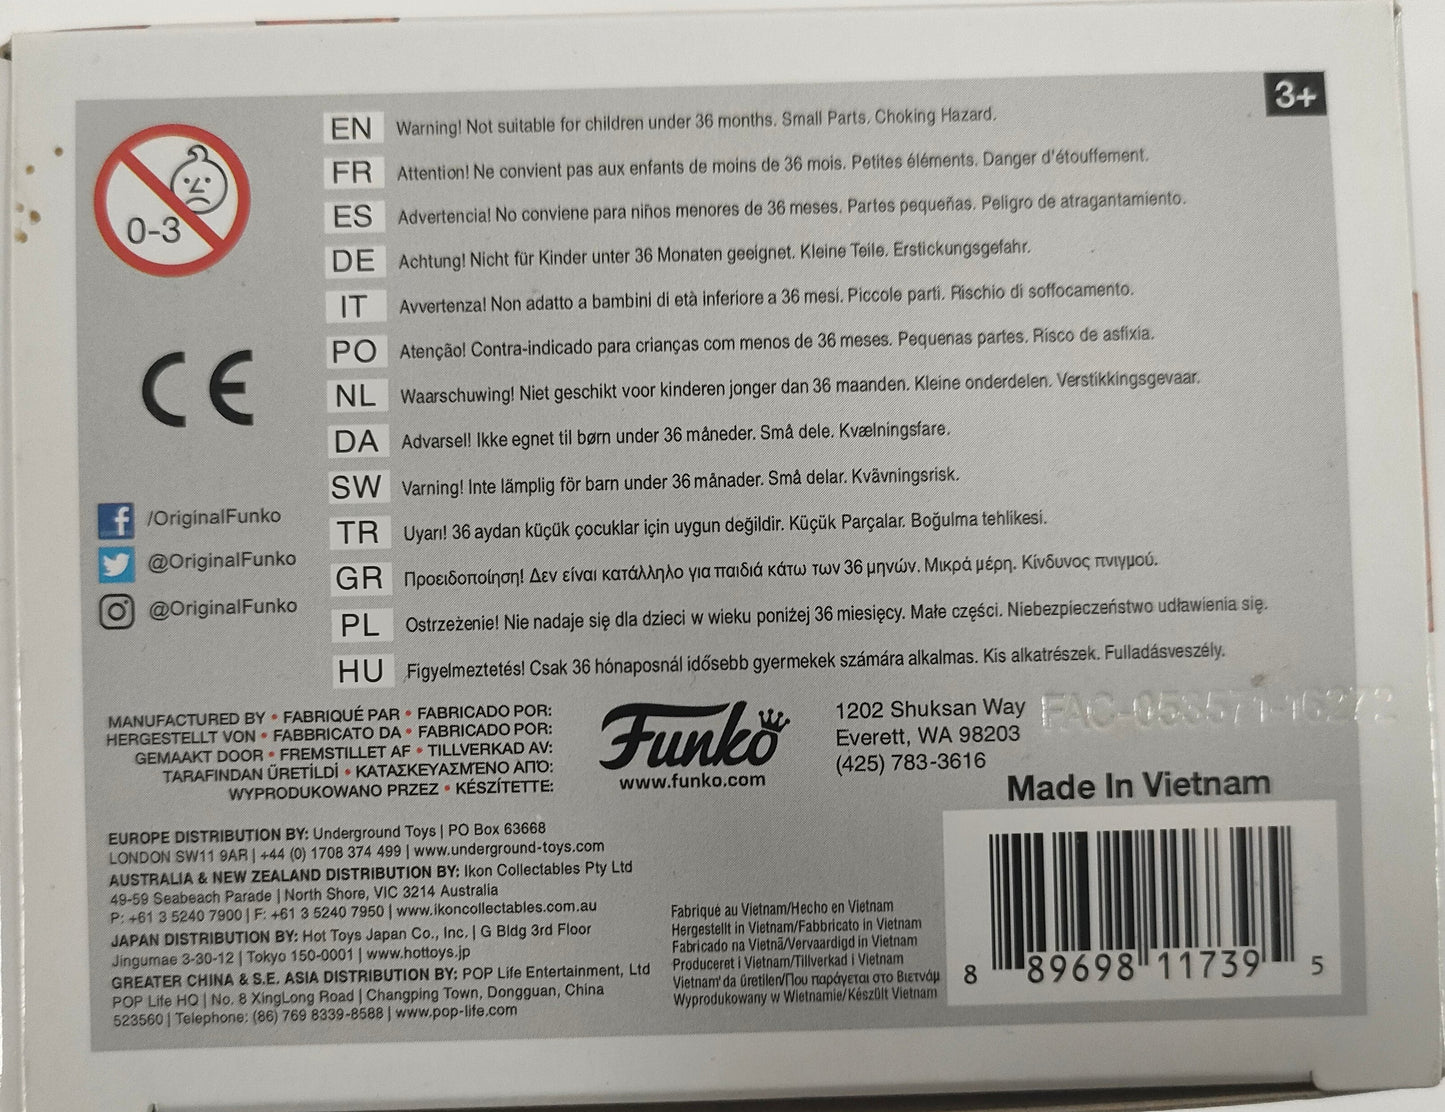 3+
0-3
CE
EN Warning! Not suitable for children under 36 months. Small Parts. Choking Hazard.
FR Attention! Ne convient pas aux enfants de moins de 36 mois. Petites éléments. Danger d'étouffement.
ES Advertencia! No conviene para niños menores de 36 meses. Partes pequeñas. Peligro de atragantamiento.
DE Achtung! Nicht für Kinder unter 36 Monaten geeignet. Kleine Teile. Erstickungsgefahr.
IT Avvertenza! Non adatto a bambini di età inferiore a 36 mesi. Piccole parti. Rischio di soffocamento.
PO Atenção! Contra-indicado para crianças com menos de 36 meses. Pequenas partes. Risco de asfixia.
NL Waarschuwing! Niet geschikt voor kinderen jonger dan 36 maanden. Kleine onderdelen. Verstikkingsgevaar.
DA Advarsel! Ikke egnet til børn under 36 måneder. Små dele. Kvælningsfare.
SW Varning! Inte lämplig för barn under 36 månader. Små delar. Kvävningsrisk.
TR Uyarı! 36 aydan küçük çocuklar için uygun değildir. Küçük Parçalar. Boğulma tehlikesi.
GR Προειδοποίηση! Δεν είναι κατάλληλο για παιδιά κάτω των 36 μηνών. Μικρά μέρη. Κίνδυνος πνιγμού.
PL Ostrzeżenie! Nie nadaje się dla dzieci w wieku poniżej 36 miesięcy. Małe części. Niebezpieczeństwo udławienia się.
HU Figyelmeztetés! Csak 36 hónaposnál idősebb gyermekek számára alkalmas. Kis alkatrészek. Fulladásveszély.
/OriginalFunko
@OriginalFunko
@OriginalFunko
MANUFACTURED BY • FABRIQUÉ PAR • FABRICADO POR:
HERGESTELLT VON • FABBRICATO DA • FABRICADO POR:
GEMAAKT DOOR • FREMSTILLET AF • TILLVERKAD AV:
TARAFINDAN ÜRETİLDİ • ΚΑΤΑΣΚΕΥΑΣΜΈΝΟ ΑΠΌ:
WYPRODUKOWANO PRZEZ • KÉSZÍTETTE:
Funko
www.funko.com
1202 Shuksan Way
Everett, WA 98203
(425) 783-3616
FAC-053571-16272
Made In Vietnam
EUROPE DISTRIBUTION BY: Underground Toys | PO Box 63668
LONDON SW11 9AR | +44 (0) 1708 374 499 | www.underground-toys.com
AUSTRALIA & NEW ZEALAND DISTRIBUTION BY: Ikon Collectables Pty Ltd
49-59 Seabeach Parade | North Shore, VIC 3214 Australia
P: +61 3 5240 7900 | F: +61 3 5240 7950 | www.ikoncollectables.com.au
JAPAN DISTRIBUTION BY: Hot Toys Japan Co., Inc. | G Bldg 3rd Floor
Jingumae 3-30-12 | Tokyo 150-0001 | www.hottoys.jp
GREATER CHINA & S.E. ASIA DISTRIBUTION BY: POP Life Entertainment, Ltd
POP Life HQ | No. 8 XingLong Road | Changping Town, Dongguan, China
523560 | Telephone: (86) 769 8339-8588 | www.pop-life.com
Fabriqué au Vietnam/Hecho en Vietnam
Hergestellt in Vietnam/Fabbricato in Vietnam
Fabricado na Vietnã/Vervaardigd in Vietnam
Produceret i Vietnam/Tillverkad i Vietnam
Vietnam'da üretilen/Που παράγεται στο Βιετνάμ
Wyprodukowany w Wietnamie/Készült Vietnam
8 89698 11739 5